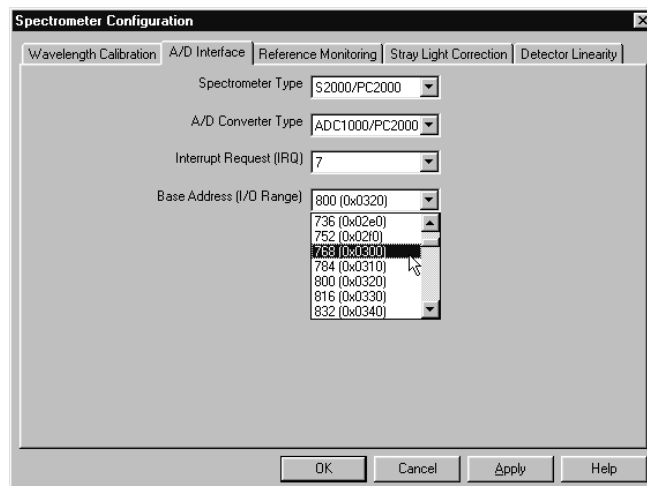 Spectrometer Configuration
Wavelength Calibration A/D Interface Reference Monitoring Stray Light Correction Detector Linearity
Spectrometer Type S2000/PC2000
A/D Converter Type ADC1000/PC2000
Interrupt Request (IRQ) 7
Base Address (I/O Range) 800 (0x0320)
736 (0x02e0)
752 (0x02f0)
768 (0x0300)
784 (0x0310)
800 (0x0320)
816 (0x0330)
832 (0x0340)
OK Cancel Apply Help